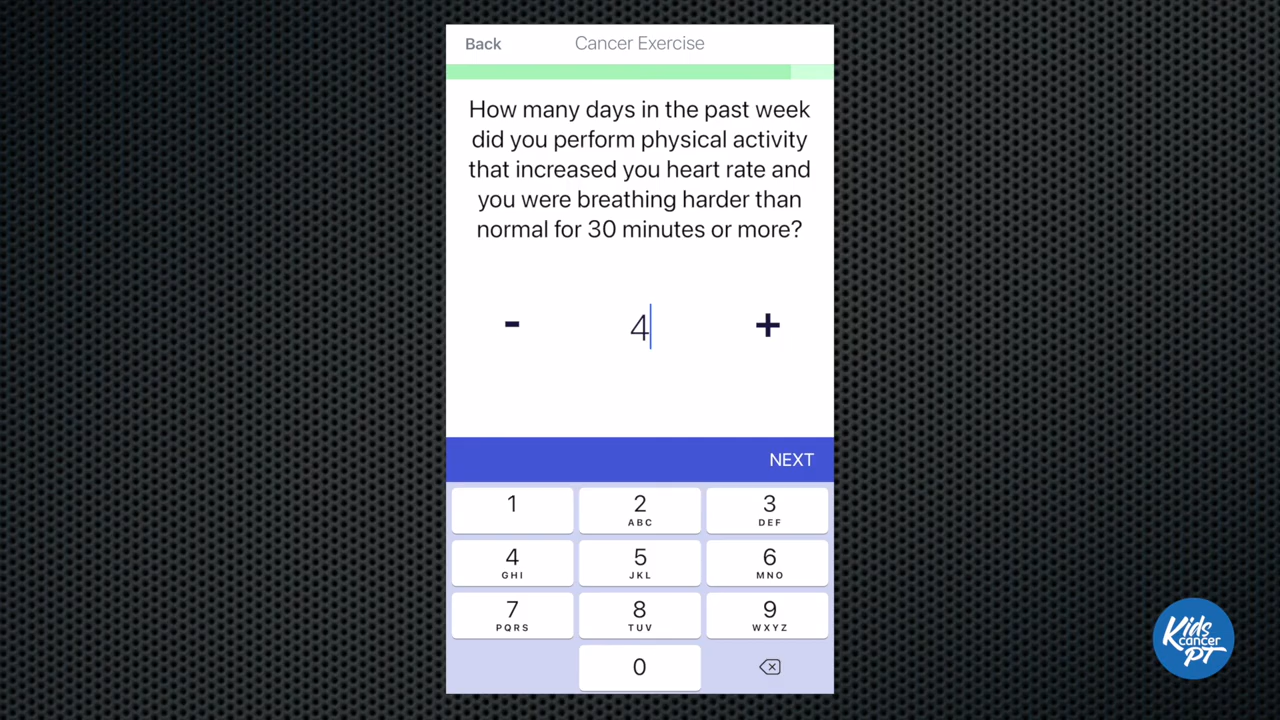 Back
Cancer Exercise
How many days in the past week
did you perform physical activity
that increased you heart rate and
you were breathing harder than
normal for 30 minutes or more?
- 4 +
NEXT
1 2 3
ABC DEF
4 5 6
GHI JKL MNO
7 8 9
PQRS TUV WXYZ
0
Kids
cancer
PT